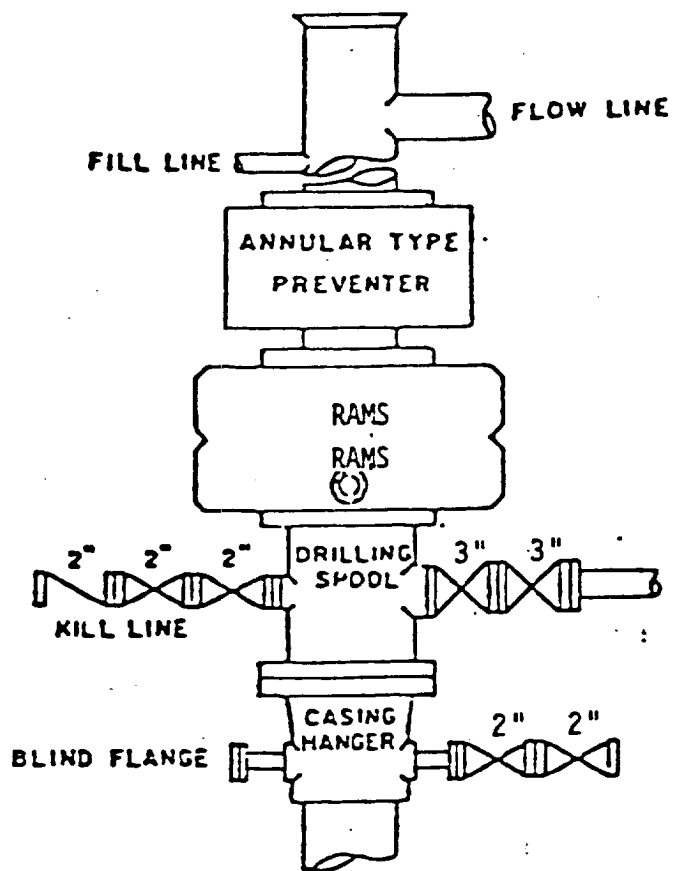 FLOW LINE
FILL LINE
ANNULAR TYPE
PREVENTER
RAMS
RAMS
2" 2" 2"
DRILLING
SPOOL
3" 3"
KILL LINE
CASING
HANGER
2" 2"
BLIND FLANGE